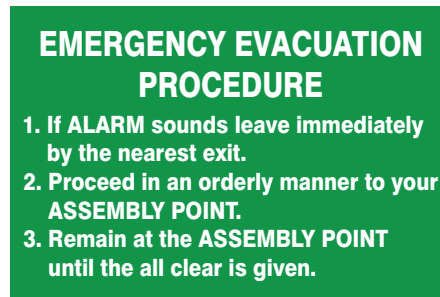 EMERGENCY EVACUATION
PROCEDURE
1. If ALARM sounds leave immediately
by the nearest exit.
2. Proceed in an orderly manner to your
ASSEMBLY POINT.
3. Remain at the ASSEMBLY POINT
until the all clear is given.